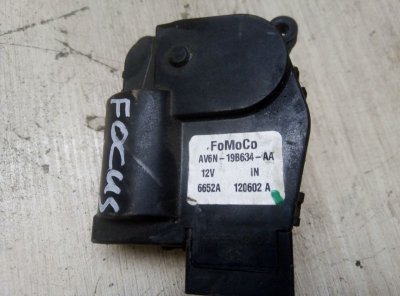 FOCUS
FoMoCo
AV6N-19B634-AA
12V IN
6652A 120602 A